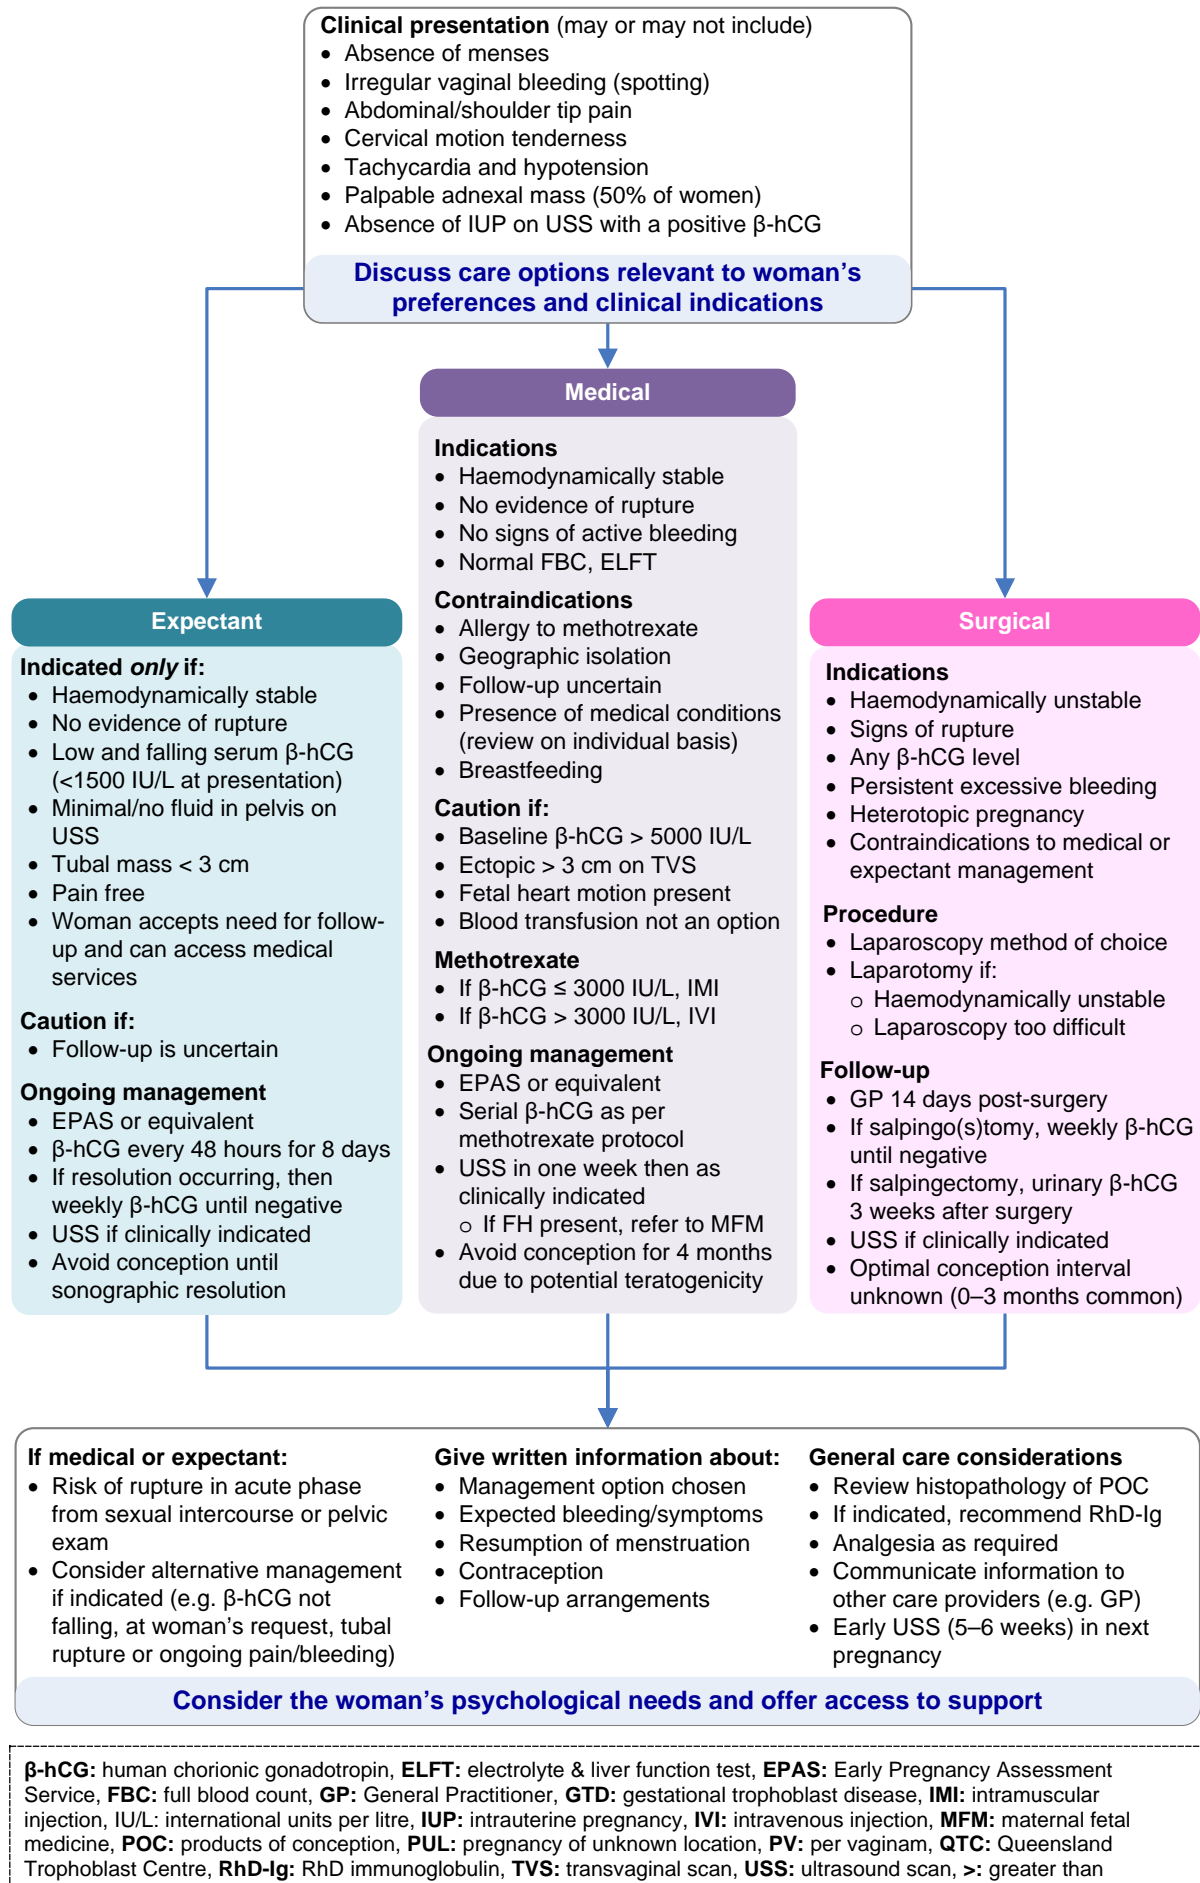 Clinical presentation (may or may not include)
• Absence of menses
• Irregular vaginal bleeding (spotting)
• Abdominal/shoulder tip pain
• Cervical motion tenderness
• Tachycardia and hypotension
• Palpable adnexal mass (50% of women)
• Absence of IUP on USS with a positive β-hCG
Discuss care options relevant to woman’s
preferences and clinical indications
Expectant
Indicated only if:
• Haemodynamically stable
• No evidence of rupture
• Low and falling serum β-hCG
(<1500 IU/L at presentation)
• Minimal/no fluid in pelvis on
USS
• Tubal mass < 3 cm
• Pain free
• Woman accepts need for follow-
up and can access medical
services
Caution if:
• Follow-up is uncertain
Ongoing management
• EPAS or equivalent
• β-hCG every 48 hours for 8 days
• If resolution occurring, then
weekly β-hCG until negative
• USS if clinically indicated
• Avoid conception until
sonographic resolution
Medical
Indications
• Haemodynamically stable
• No evidence of rupture
• No signs of active bleeding
• Normal FBC, ELFT
Contraindications
• Allergy to methotrexate
• Geographic isolation
• Follow-up uncertain
• Presence of medical conditions
(review on individual basis)
• Breastfeeding
Caution if:
• Baseline β-hCG > 5000 IU/L
• Ectopic > 3 cm on TVS
• Fetal heart motion present
• Blood transfusion not an option
Methotrexate
• If β-hCG ≤ 3000 IU/L, IMI
• If β-hCG > 3000 IU/L, IVI
Ongoing management
• EPAS or equivalent
• Serial β-hCG as per
methotrexate protocol
• USS in one week then as
clinically indicated
o If FH present, refer to MFM
• Avoid conception for 4 months
due to potential teratogenicity
Surgical
Indications
• Haemodynamically unstable
• Signs of rupture
• Any β-hCG level
• Persistent excessive bleeding
• Heterotopic pregnancy
• Contraindications to medical or
expectant management
Procedure
• Laparoscopy method of choice
• Laparotomy if:
o Haemodynamically unstable
o Laparoscopy too difficult
Follow-up
• GP 14 days post-surgery
• If salpingo(s)tomy, weekly β-hCG
until negative
• If salpingectomy, urinary β-hCG
3 weeks after surgery
• USS if clinically indicated
• Optimal conception interval
unknown (0–3 months common)
If medical or expectant:
• Risk of rupture in acute phase
from sexual intercourse or pelvic
exam
• Consider alternative management
if indicated (e.g. β-hCG not
falling, at woman’s request, tubal
rupture or ongoing pain/bleeding)
Give written information about:
• Management option chosen
• Expected bleeding/symptoms
• Resumption of menstruation
• Contraception
• Follow-up arrangements
General care considerations
• Review histopathology of POC
• If indicated, recommend RhD-Ig
• Analgesia as required
• Communicate information to
other care providers (e.g. GP)
• Early USS (5–6 weeks) in next
pregnancy
Consider the woman’s psychological needs and offer access to support
β-hCG: human chorionic gonadotropin, ELFT: electrolyte & liver function test, EPAS: Early Pregnancy Assessment
Service, FBC: full blood count, GP: General Practitioner, GTD: gestational trophoblast disease, IMI: intramuscular
injection, IU/L: international units per litre, IUP: intrauterine pregnancy, IVI: intravenous injection, MFM: maternal fetal
medicine, POC: products of conception, PUL: pregnancy of unknown location, PV: per vaginam, QTC: Queensland
Trophoblast Centre, RhD-Ig: RhD immunoglobulin, TVS: transvaginal scan, USS: ultrasound scan, >: greater than